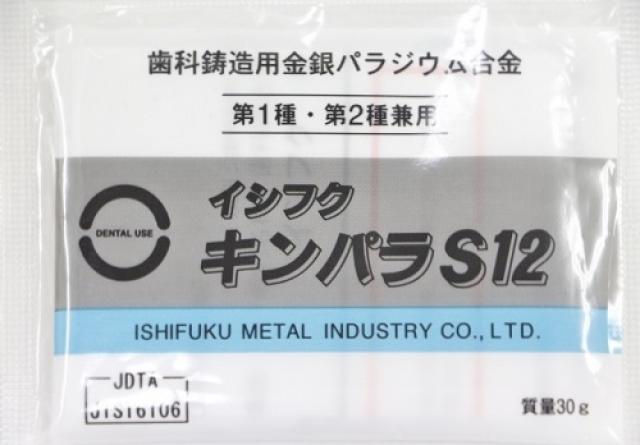 歯科鋳造用金銀パラジウム合金
第1種・第2種兼用
DENTAL USE
イシフク
キンパラS12
ISHIFUKU METAL INDUSTRY CO., LTD.
JDTA
JIST6106
質量30g